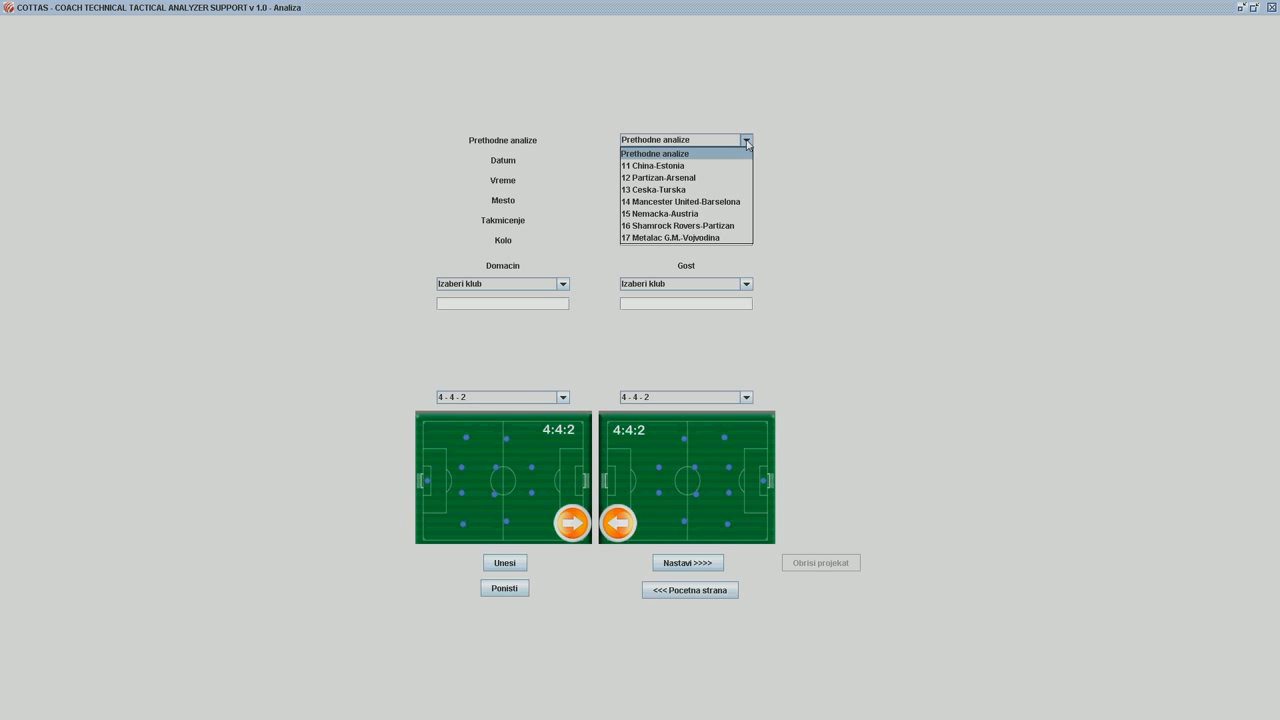 COTTAS - COACH TECHNICAL TACTICAL ANALYZER SUPPORT v 1.0 - Analiza
Prethodne analize
Prethodne analize
Prethodne analize
Datum
11 China-Estonia
Vreme
12 Partizan-Arsenal
13 Ceska-Turska
Mesto
14 Mancester United-Barselona
15 Nemacka-Austria
Takmicenje
16 Shamrock Rovers-Partizan
Kolo
17 Metalac G.M.-Vojvodina
Domacin
Gost
Izaberi klub
Izaberi klub
4 - 4 - 2
4 - 4 - 2
4:4:2
4:4:2
Unesi
Nastavi >>>>
Obrisi projekat
Ponisti
<<< Pocetna strana